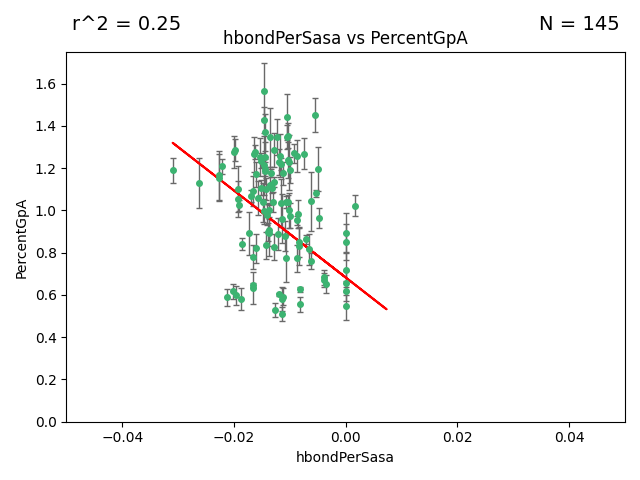 r^2 = 0.25
N = 145
hbondPerSasa vs PercentGpA
1.6
1.4
1.2
1.0
0.8
0.6
0.4
0.2
0.0
PercentGpA
−0.04
−0.02
0.00
0.02
0.04
hbondPerSasa